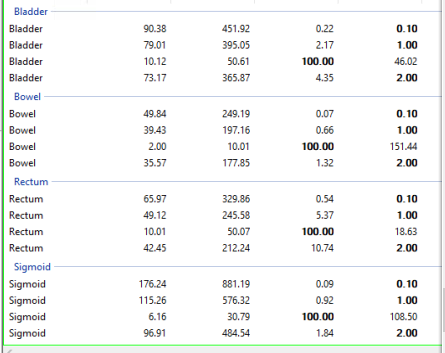 Bladder
Bladder 90.38 451.92 0.22 0.10
Bladder 79.01 395.05 2.17 1.00
Bladder 10.12 50.61 100.00 46.02
Bladder 73.17 365.87 4.35 2.00
Bowel
Bowel 49.84 249.19 0.07 0.10
Bowel 39.43 197.16 0.66 1.00
Bowel 2.00 10.01 100.00 151.44
Bowel 35.57 177.85 1.32 2.00
Rectum
Rectum 65.97 329.86 0.54 0.10
Rectum 49.12 245.58 5.37 1.00
Rectum 10.01 50.07 100.00 18.63
Rectum 42.45 212.24 10.74 2.00
Sigmoid
Sigmoid 176.24 881.19 0.09 0.10
Sigmoid 115.26 576.32 0.92 1.00
Sigmoid 6.16 30.79 100.00 108.50
Sigmoid 96.91 484.54 1.84 2.00